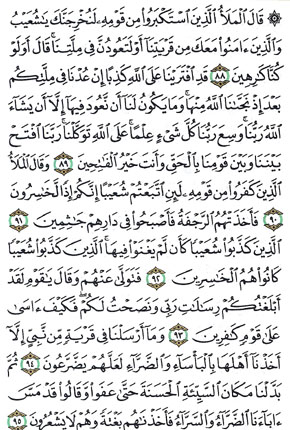 ۞ قَالَ ٱلۡمَلَأُ ٱلَّذِينَ ٱسۡتَكۡبَرُواْ مِن قَوۡمِهِۦ لَنُخۡرِجَنَّكَ يَٰشُعَيۡبُ
وَٱلَّذِينَ ءَامَنُواْ مَعَكَ مِن قَرۡيَتِنَآ أَوۡ لَتَعُودُنَّ فِي مِلَّتِنَاۚ قَالَ أَوَلَوۡ
كُنَّا كَٰرِهِينَ ٨٨ قَدِ ٱفۡتَرَيۡنَا عَلَى ٱللَّهِ كَذِبًا إِنۡ عُدۡنَا فِي مِلَّتِكُم
بَعۡدَ إِذۡ نَجَّىٰنَا ٱللَّهُ مِنۡهَاۚ وَمَا يَكُونُ لَنَآ أَن نَّعُودَ فِيهَآ إِلَّآ أَن يَشَآءَ
ٱللَّهُ رَبُّنَاۚ وَسِعَ رَبُّنَا كُلَّ شَيۡءٍ عِلۡمًاۚ عَلَى ٱللَّهِ تَوَكَّلۡنَاۚ رَبَّنَا ٱفۡتَحۡ
بَيۡنَنَا وَبَيۡنَ قَوۡمِنَا بِٱلۡحَقِّ وَأَنتَ خَيۡرُ ٱلۡفَٰتِحِينَ ٨٩ وَقَالَ ٱلۡمَلَأُ
ٱلَّذِينَ كَفَرُواْ مِن قَوۡمِهِۦ لَئِنِ ٱتَّبَعۡتُمۡ شُعَيۡبًا إِنَّكُمۡ إِذٗا لَّخَٰسِرُونَ
٩٠ فَأَخَذَتۡهُمُ ٱلرَّجۡفَةُ فَأَصۡبَحُواْ فِي دَارِهِمۡ جَٰثِمِينَ ٩١
ٱلَّذِينَ كَذَّبُواْ شُعَيۡبٗا كَأَن لَّمۡ يَغۡنَوۡاْ فِيهَاۚ ٱلَّذِينَ كَذَّبُواْ شُعَيۡبٗا
كَانُواْ هُمُ ٱلۡخَٰسِرِينَ ٩٢ فَتَوَلَّىٰ عَنۡهُمۡ وَقَالَ يَٰقَوۡمِ لَقَدۡ
أَبۡلَغۡتُكُمۡ رِسَٰلَٰتِ رَبِّي وَنَصَحۡتُ لَكُمۡۖ فَكَيۡفَ ءَاسَىٰ
عَلَىٰ قَوۡمٖ كَٰفِرِينَ ٩٣ وَمَآ أَرۡسَلۡنَا فِي قَرۡيَةٖ مِّن نَّبِيٍّ إِلَّآ
أَخَذۡنَآ أَهۡلَهَا بِٱلۡبَأۡسَآءِ وَٱلضَّرَّآءِ لَعَلَّهُمۡ يَضَّرَّعُونَ ٩٤ ثُمَّ
بَدَّلۡنَا مَكَانَ ٱلسَّيِّئَةِ ٱلۡحَسَنَةَ حَتَّىٰ عَفَواْ وَّقَالُواْ قَدۡ مَسَّ
ءَابَآءَنَا ٱلضَّرَّآءُ وَٱلسَّرَّآءُ فَأَخَذۡنَٰهُم بَغۡتَةٗ وَهُمۡ لَا يَشۡعُرُونَ ٩٥